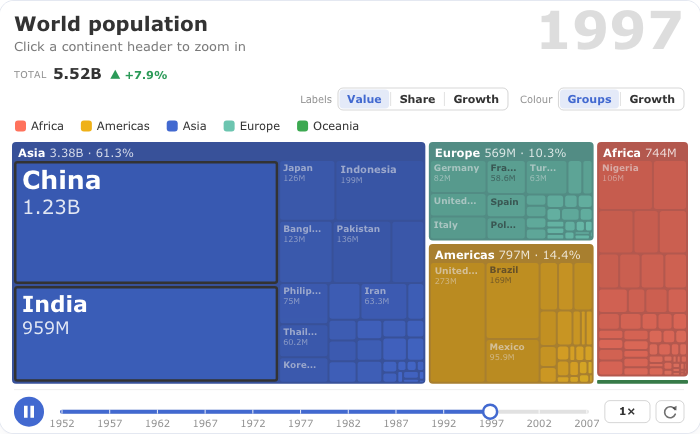 World population
1997
Click a continent header to zoom in
TOTAL 5.52B ▲ +7.9%
Labels Value Share Growth Colour Groups Growth
Africa Americas Asia Europe Oceania
Asia 3.38B · 61.3%
China
1.23B
India
959M
Japan
126M
Indonesia
199M
Bangl...
123M
Pakistan
136M
Philip...
75M
Iran
63.3M
Thail...
60.2M
Kore...
Europe 569M · 10.3%
Germany
82M
Fra...
58.6M
Tur...
63M
United...
Spain
Italy
Pol...
Americas 797M · 14.4%
United...
273M
Brazil
169M
Mexico
95.9M
Africa 744M
Nigeria
106M
1×
1952 1957 1962 1967 1972 1977 1982 1987 1992 1997 2002 2007